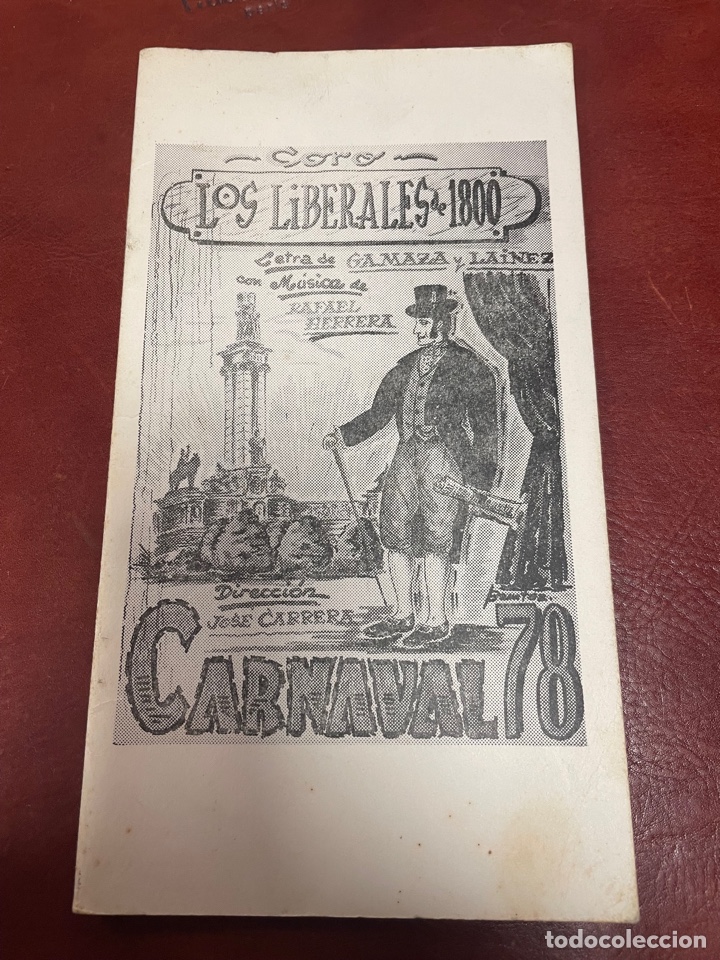 Coro
LOS LIBERALES de 1800
Letra de GAMAZA y LAINEZ
con Música de
RAFAEL
HERRERA
Dirección
JOSE CARRERA
CARNAVAL 78
todocoleccion